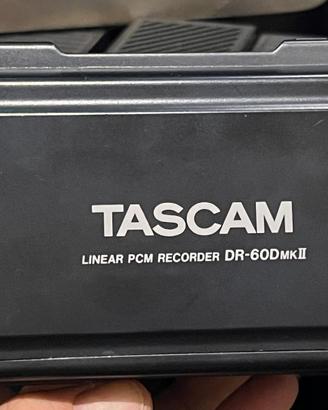 TASCAM
LINEAR PCM RECORDER DR-60DMKII